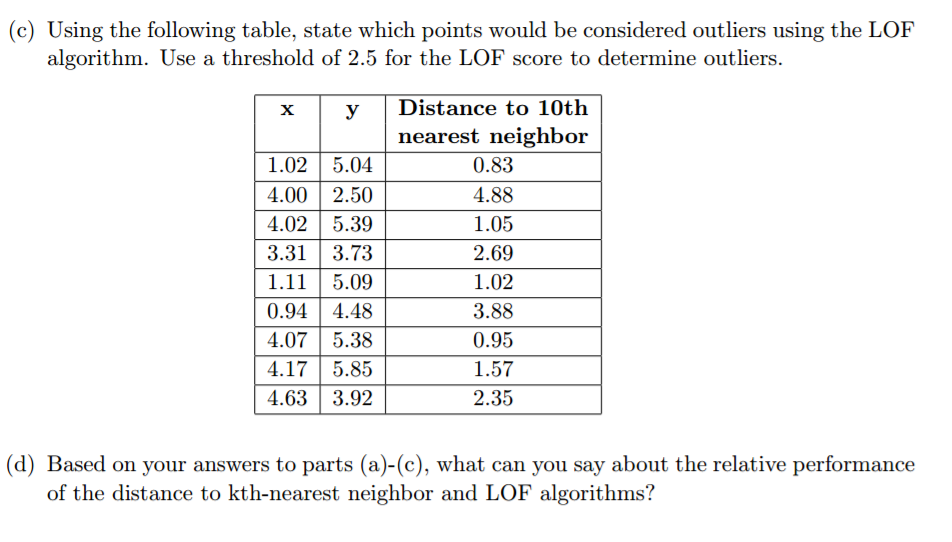 (c) Using the following table, state which points would be considered outliers using the LOF
algorithm. Use a threshold of 2.5 for the LOF score to determine outliers.
x y Distance to 10th
nearest neighbor
1.02 5.04 0.83
4.00 2.50 4.88
4.02 5.39 1.05
3.31 3.73 2.69
1.11 5.09 1.02
0.94 4.48 3.88
4.07 5.38 0.95
4.17 5.85 1.57
4.63 3.92 2.35
(d) Based on your answers to parts (a)-(c), what can you say about the relative performance
of the distance to kth-nearest neighbor and LOF algorithms?